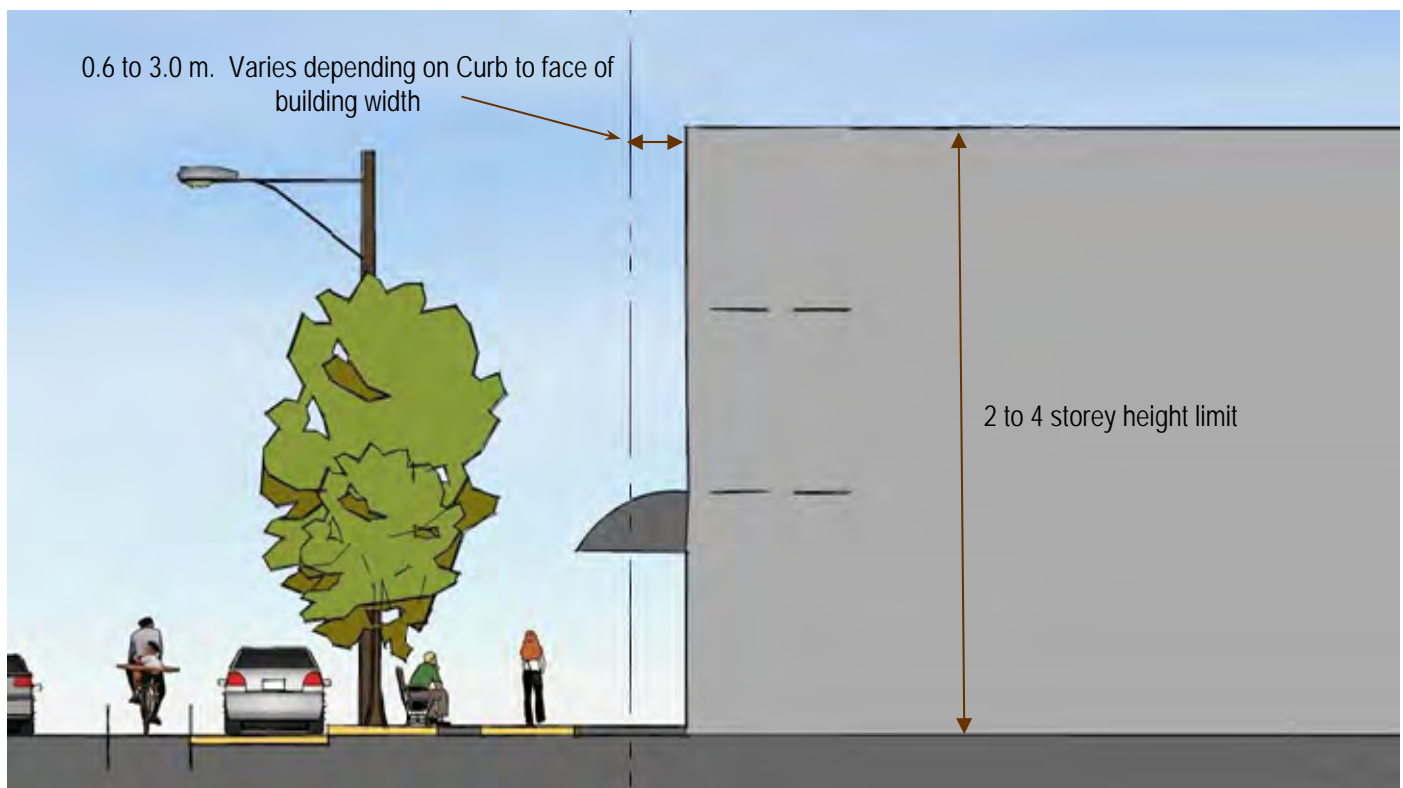 0.6 to 3.0 m.  Varies depending on Curb to face of
building width
2 to 4 storey height limit